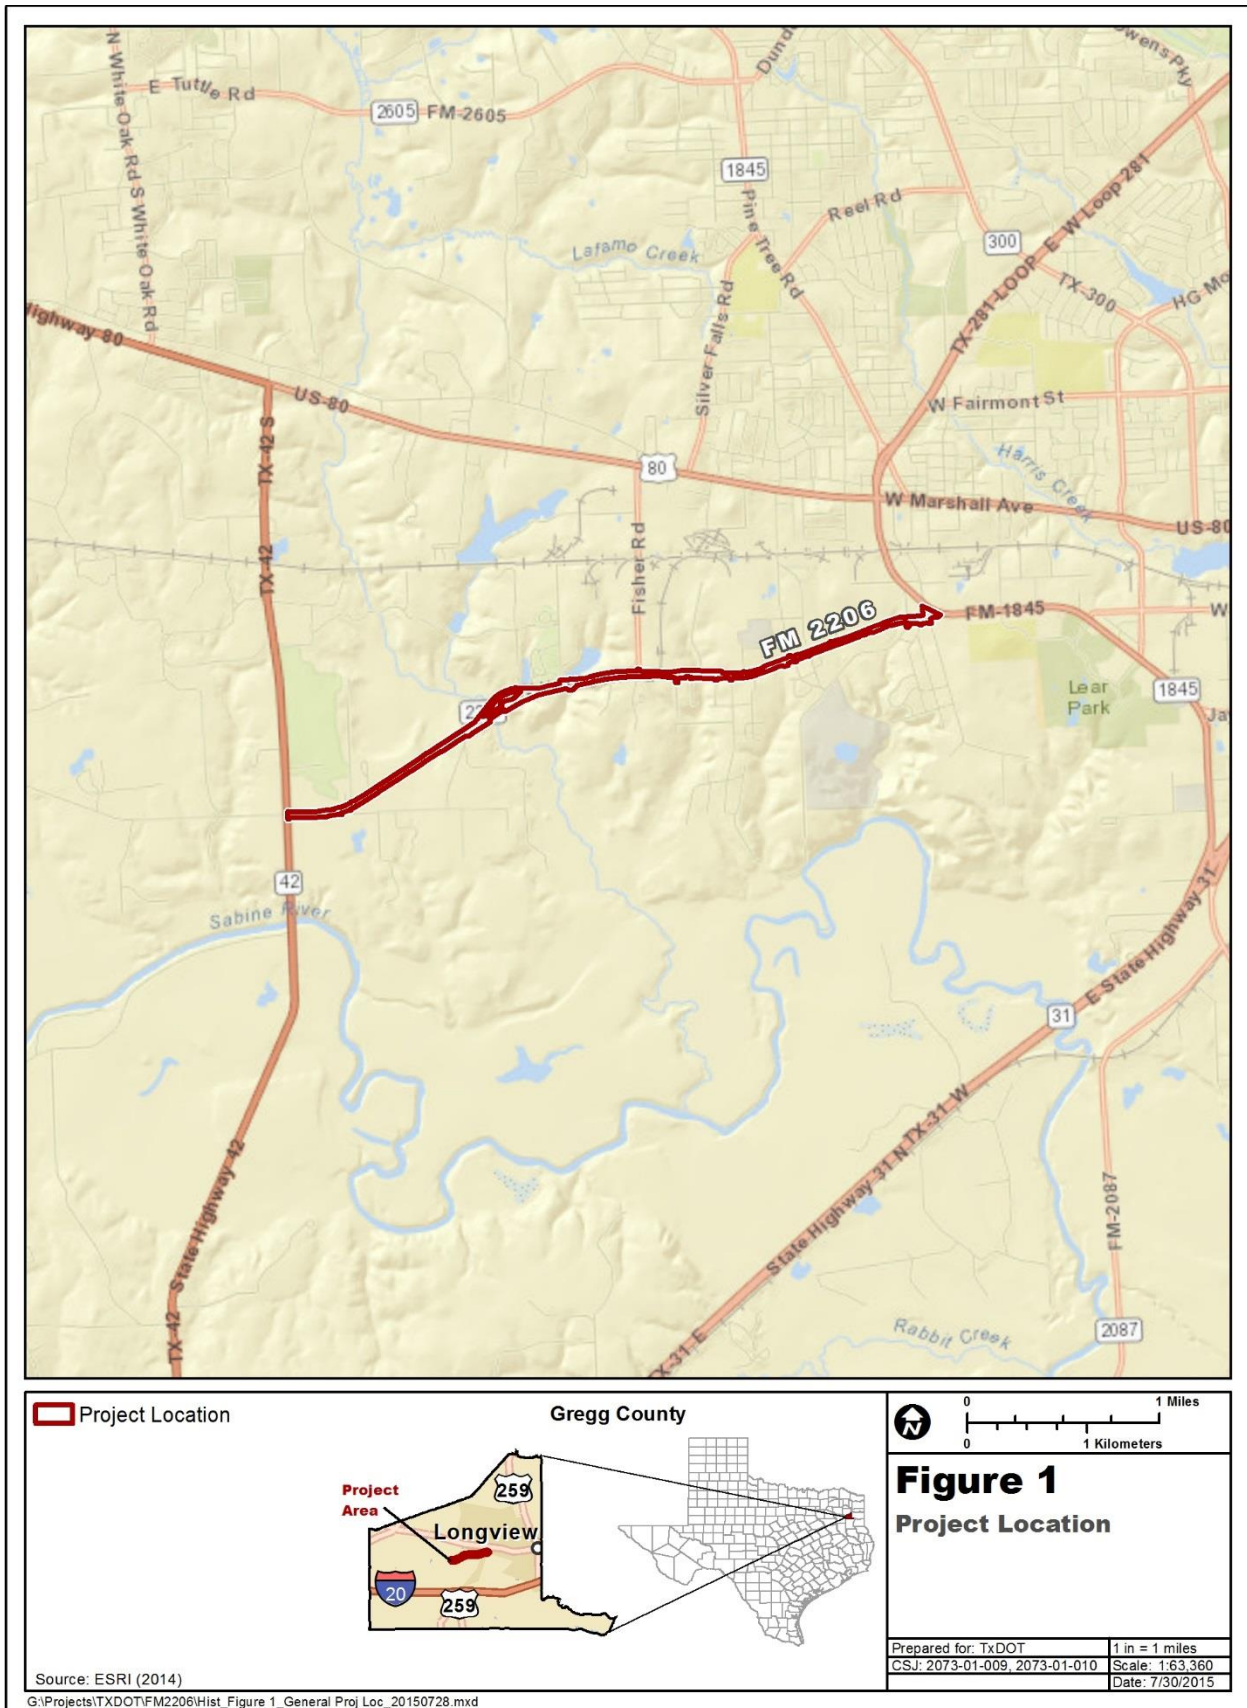 N White Oak Rd S White Oak Rd
E Tuttle Rd
2605
FM-2605
Owens Pky
1845
Pine Tree Rd
Reel Rd
Lafamo Creek
300
TX-281-LOOP E W Loop 281
TX-300
Silver Falls Rd
Highway 80
US-80
TX-42 S
W Fairmont St
Harris Creek
80
W Marshall Ave
US-80
TX-42
Fisher Rd
FM 2206
FM-1845
W
Lear
Park
1845
42
Sabine River
E State Highway 31
31
State Highway 31 N TX-31 W
TX-42 State Highway 42
FM-2087
Rabbit Creek
2087
TX-31 E
Project Location
Gregg County
0 1 Miles
N
0 1 Kilometers
Project
Area
259
Longview
20
259
Figure 1
Project Location
Prepared for: TxDOT
1 in = 1 miles
CSJ: 2073-01-009, 2073-01-010
Scale: 1:63,360
Date: 7/30/2015
Source: ESRI (2014)
G:\Projects\TXDOT\FM2206\Hist_Figure 1_General Proj Loc_20150728.mxd